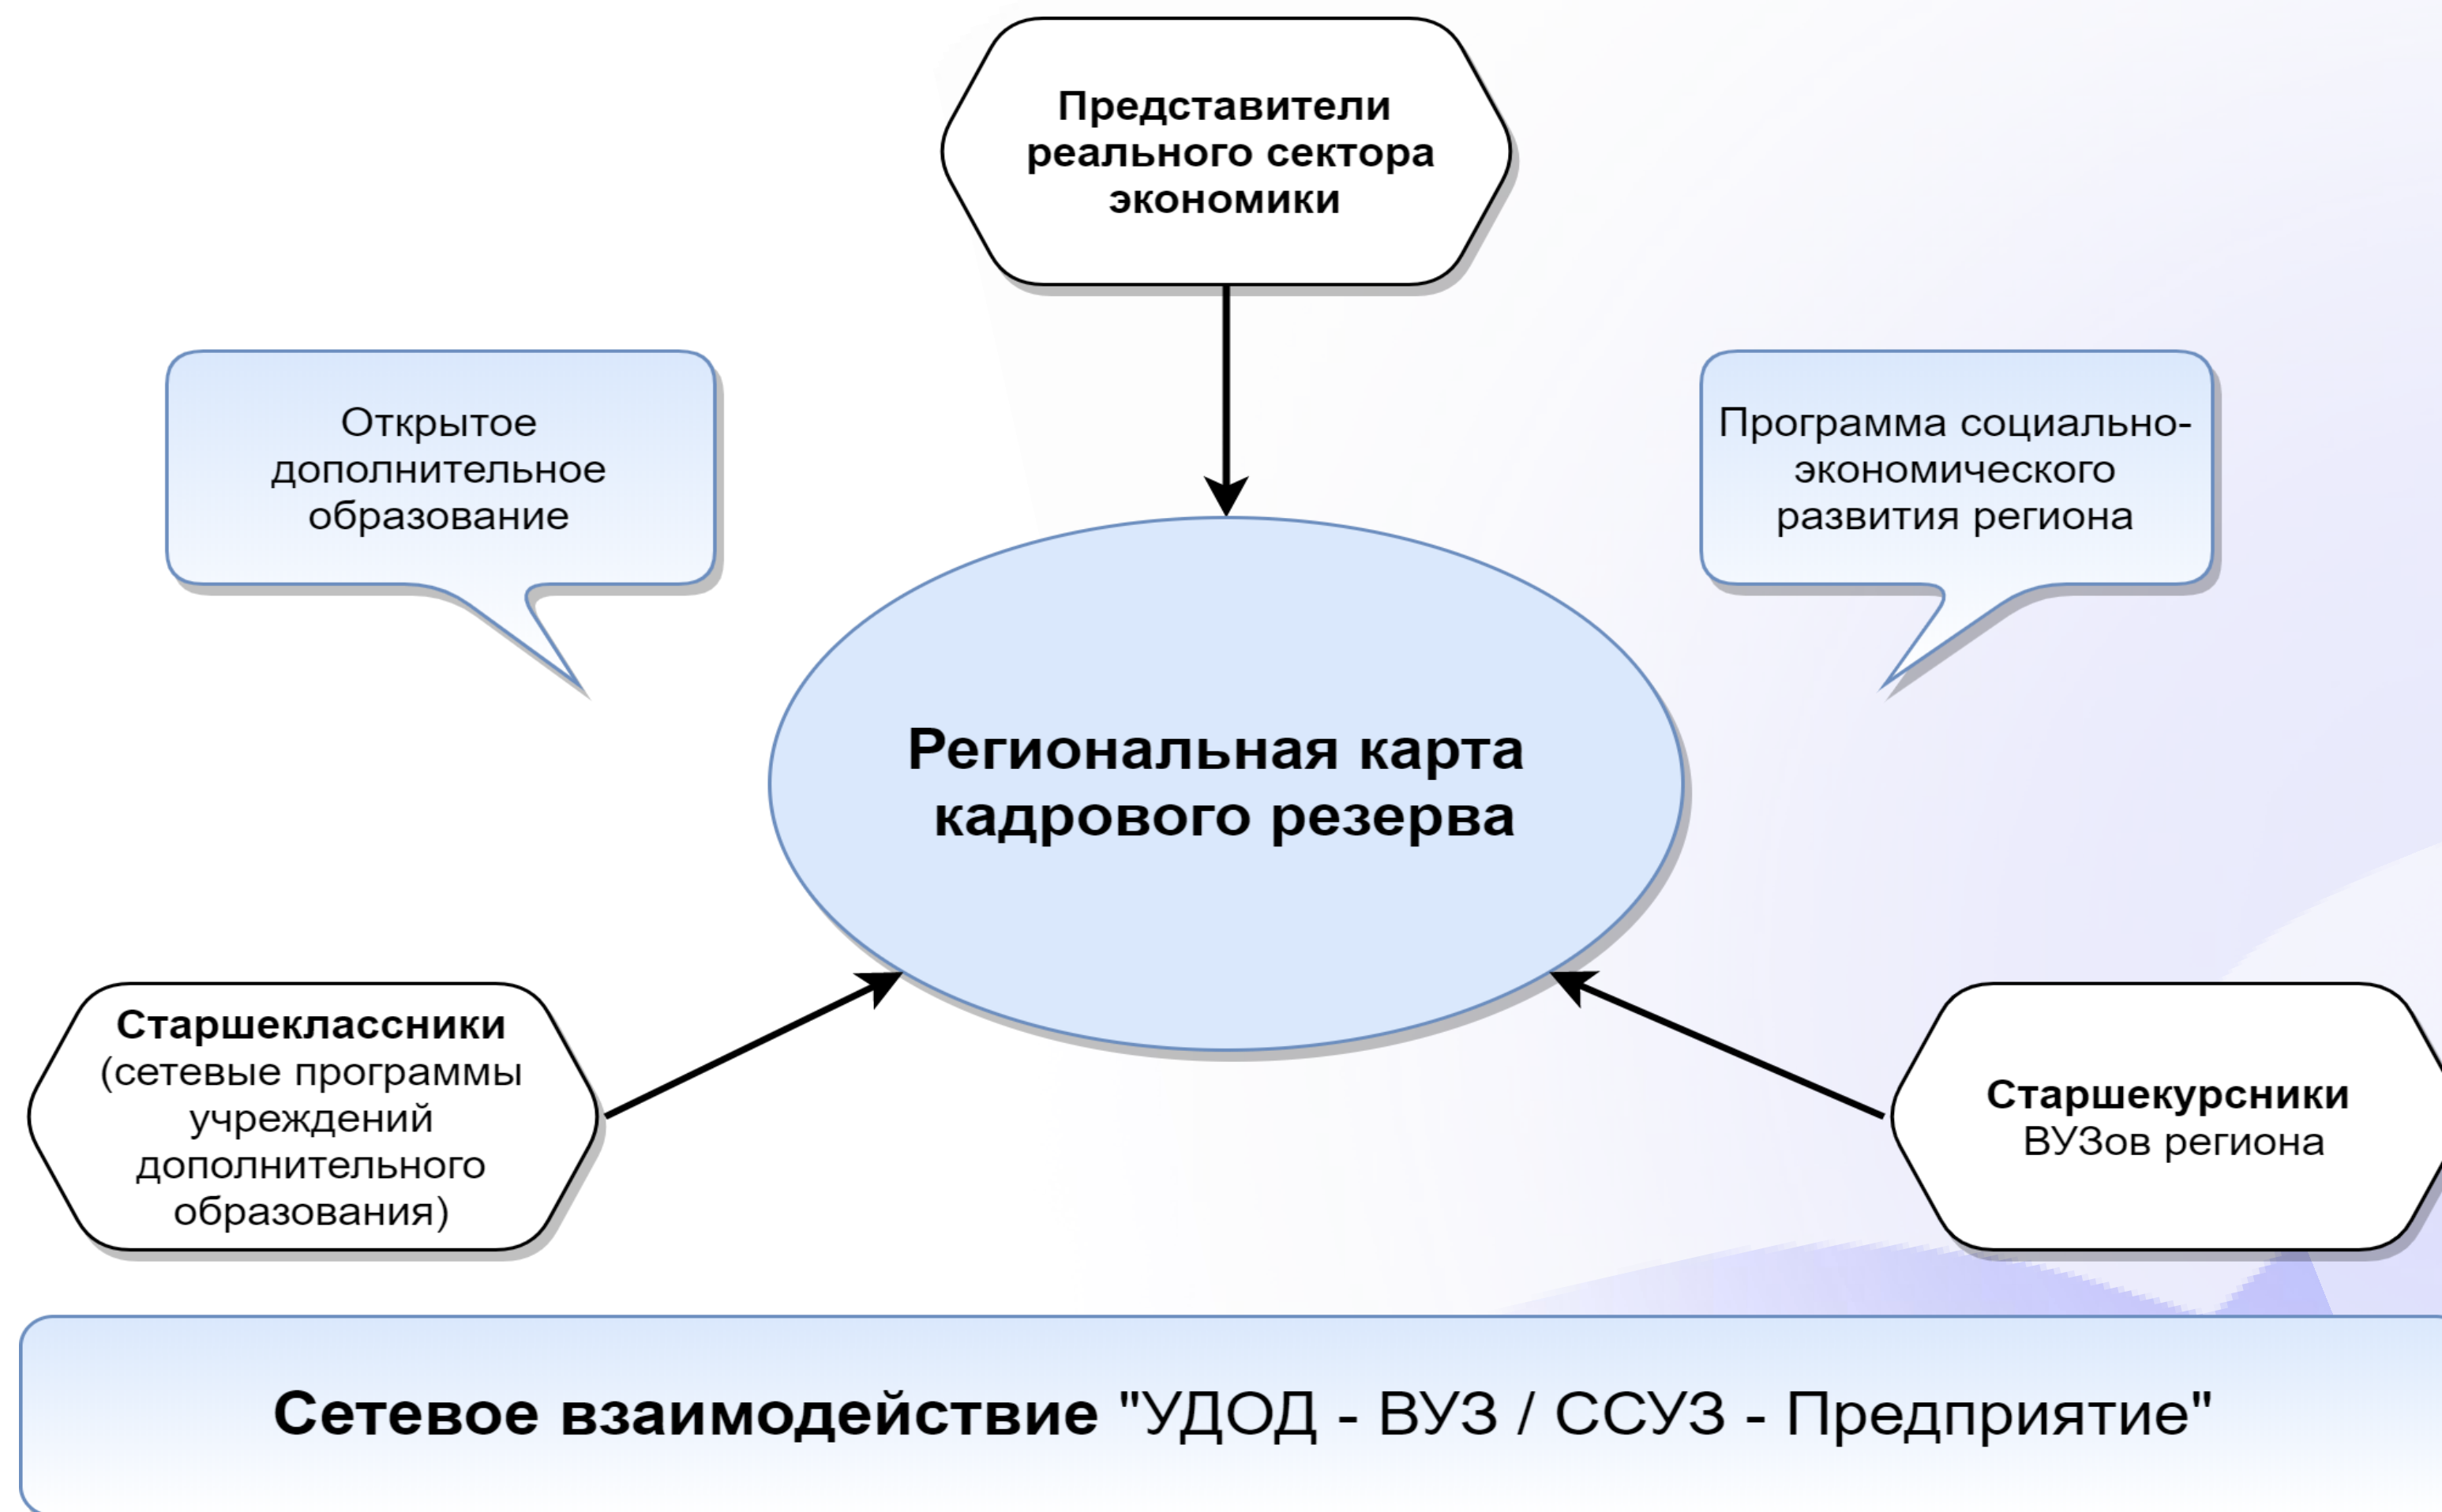 Представители
реального сектора
экономики
Открытое
дополнительное
образование
Программа социально-
экономического
развития региона
Региональная карта
кадрового резерва
Старшеклассники
(сетевые программы
учреждений
дополнительного
образования)
Старшекурсники
ВУЗов региона
Сетевое взаимодействие "УДОД - ВУЗ / ССУЗ - Предприятие"